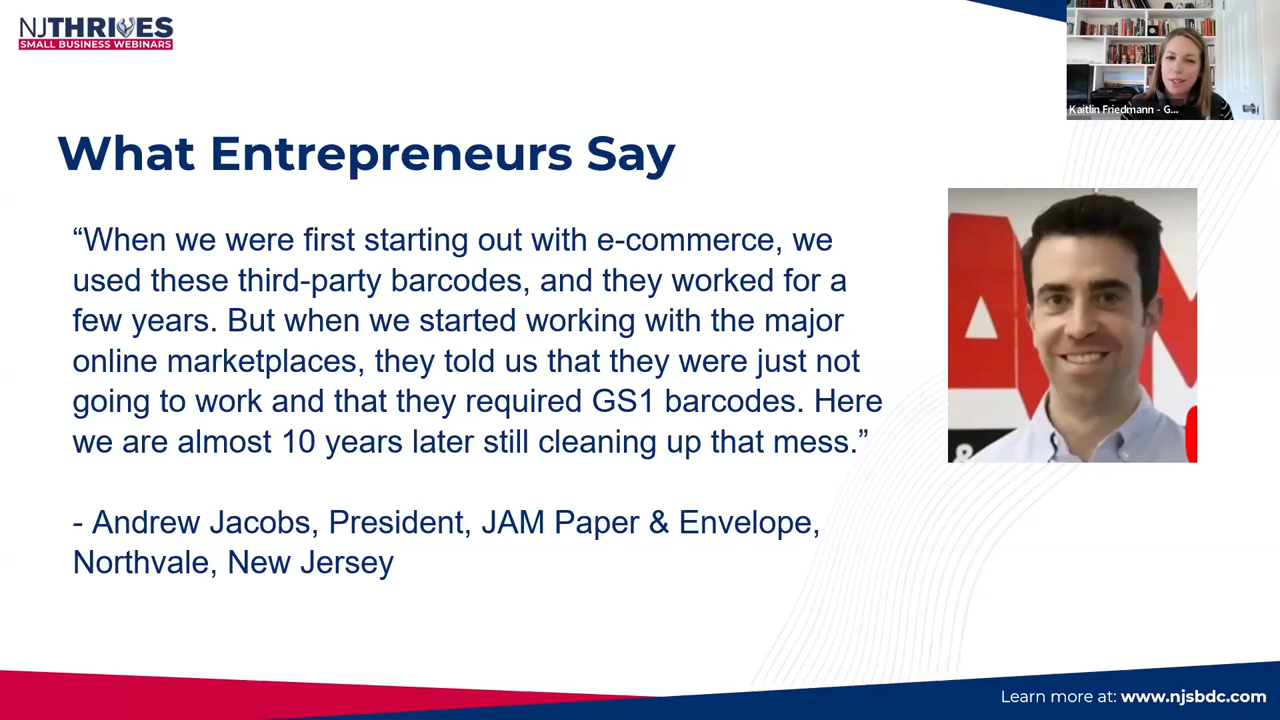 NJTHRIVES
SMALL BUSINESS WEBINARS
Kaitlin Friedmann - G...
What Entrepreneurs Say
“When we were first starting out with e-commerce, we
used these third-party barcodes, and they worked for a
few years. But when we started working with the major
online marketplaces, they told us that they were just not
going to work and that they required GS1 barcodes. Here
we are almost 10 years later still cleaning up that mess.”
- Andrew Jacobs, President, JAM Paper & Envelope,
Northvale, New Jersey
AM
&
Learn more at: www.njsbdc.com